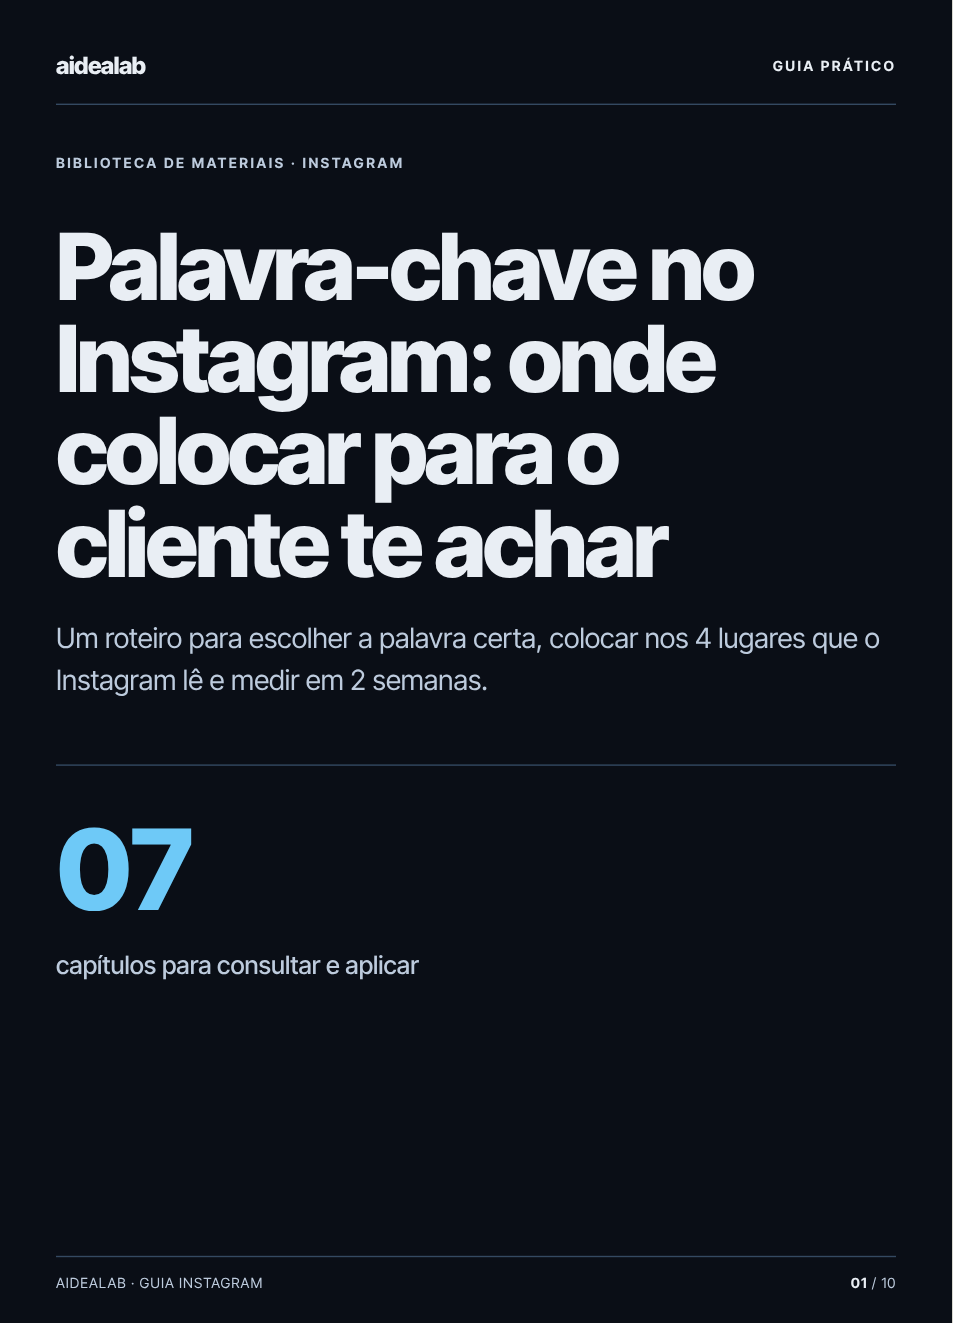 aidealab
GUIA PRÁTICO
BIBLIOTECA DE MATERIAIS · INSTAGRAM
Palavra-chave no
Instagram: onde
colocar para o
cliente te achar
Um roteiro para escolher a palavra certa, colocar nos 4 lugares que o
Instagram lê e medir em 2 semanas.
07
capítulos para consultar e aplicar
AIDEALAB · GUIA INSTAGRAM
01 / 10